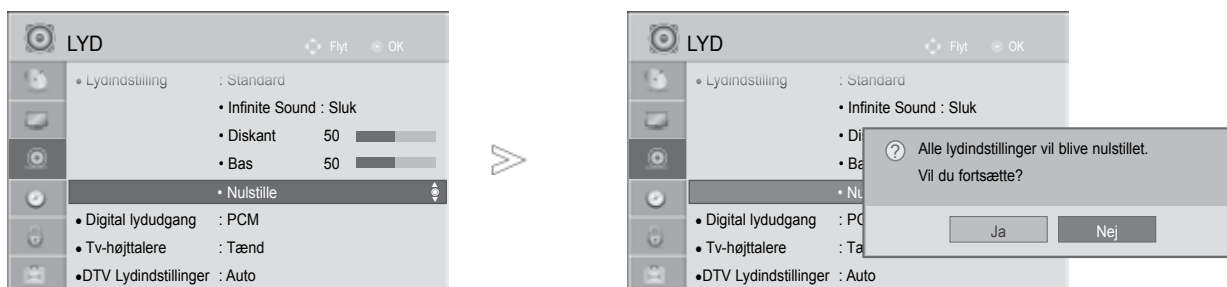 LYD
Flyt
OK
• Lydindstilling : Standard
• Infinite Sound : Sluk
• Diskant 50
• Bas 50
• Nulstille
• Digital lydudgang : PCM
• Tv-højttalere : Tænd
•DTV Lydindstillinger : Auto
LYD
Flyt
OK
• Lydindstilling : Standard
• Infinite Sound : Sluk
• Di
• Ba
• Nu
• Digital lydudgang : PC
• Tv-højttalere : Tæ
•DTV Lydindstillinger : Auto
? Alle lydindstillinger vil blive nulstillet.
Vil du fortsætte?
Ja
Nej